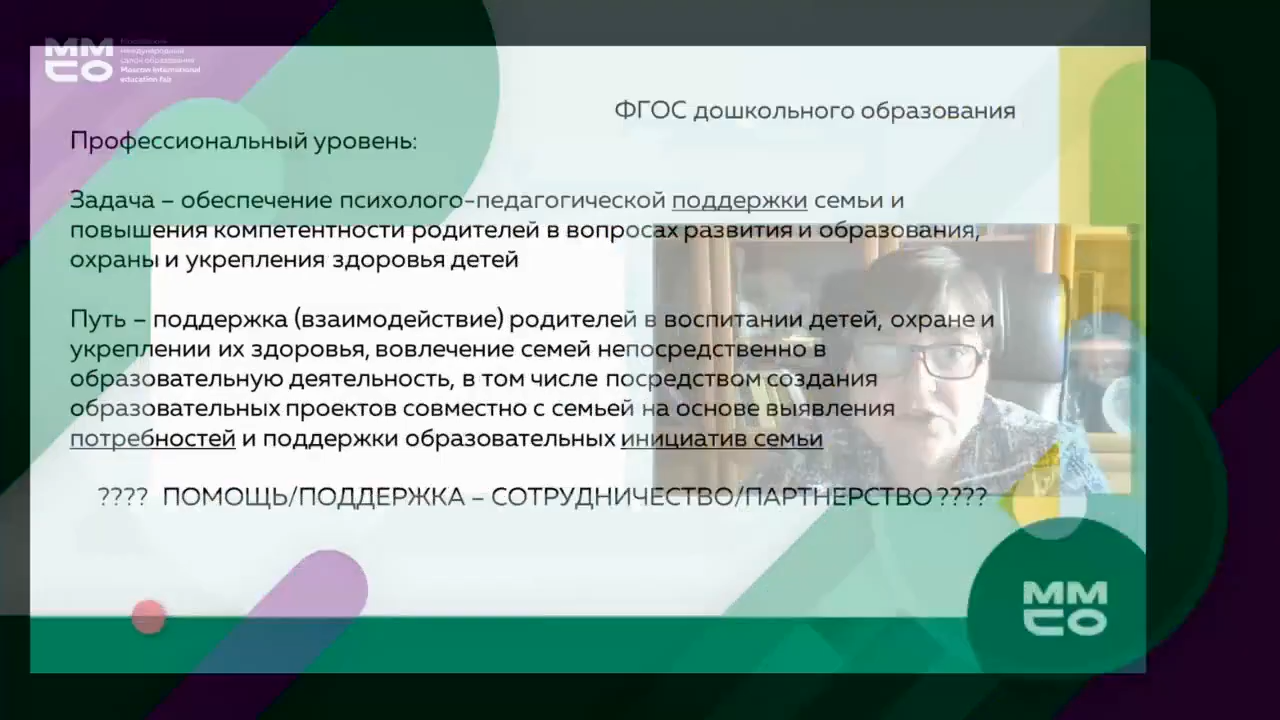 ММСО
Московский
международный
салон образования
Moscow International
education fair
ФГОС дошкольного образования
Профессиональный уровень:
Задача – обеспечение психолого-педагогической поддержки семьи и
повышения компетентности родителей в вопросах развития и образования,
охраны и укрепления здоровья детей
Путь – поддержка (взаимодействие) родителей в воспитании детей, охране и
укреплении их здоровья, вовлечение семей непосредственно в
образовательную деятельность, в том числе посредством создания
образовательных проектов совместно с семьей на основе выявления
потребностей и поддержки образовательных инициатив семьи
???? ПОМОЩЬ/ПОДДЕРЖКА – СОТРУДНИЧЕСТВО/ПАРТНЕРСТВО ????
ММСО